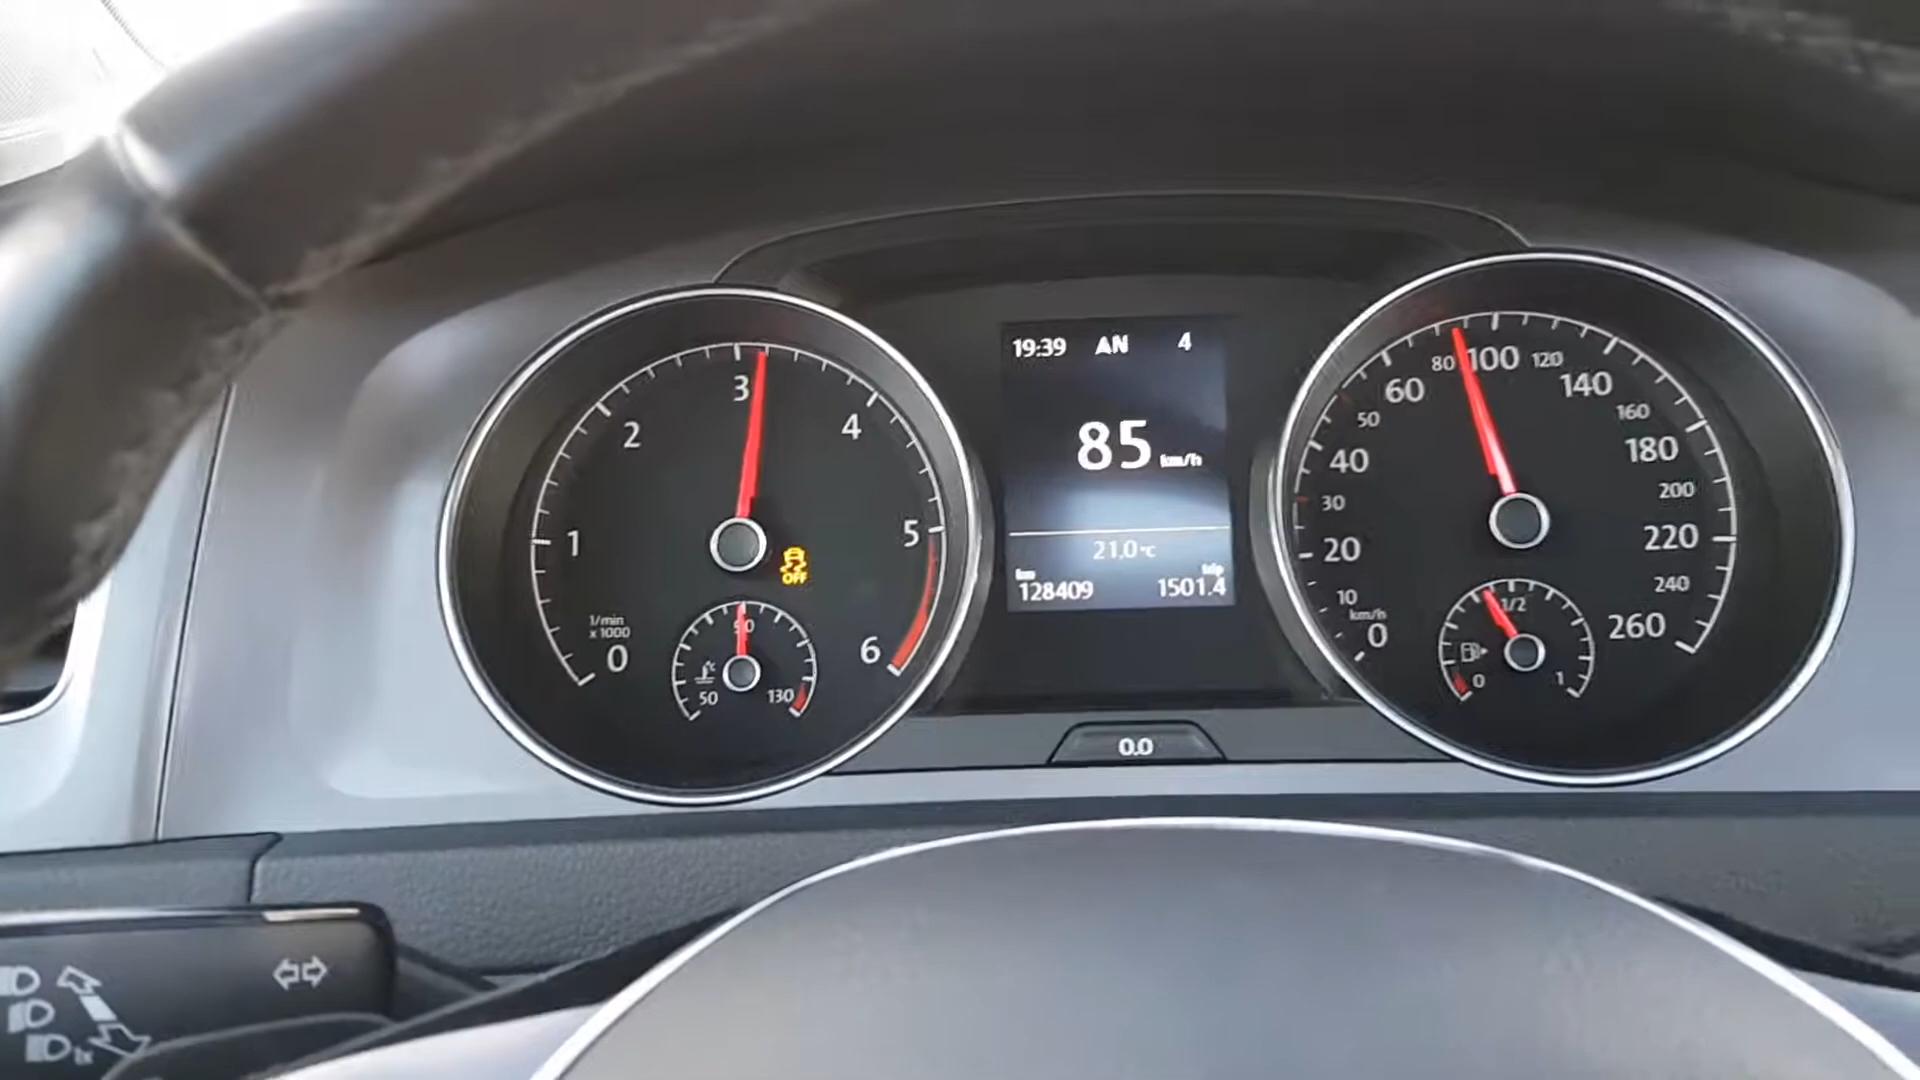 19:39 AN 4
85 km/h
21.0°C
km trip
128409 1501.4
0.0
0 1 2 3 4 5 6
1/min
x 1000
OFF
50 90 130
°C
0 10 20 30 40 50 60 80 100 120 140 160 180 200 220 240 260
km/h
0 1/2 1